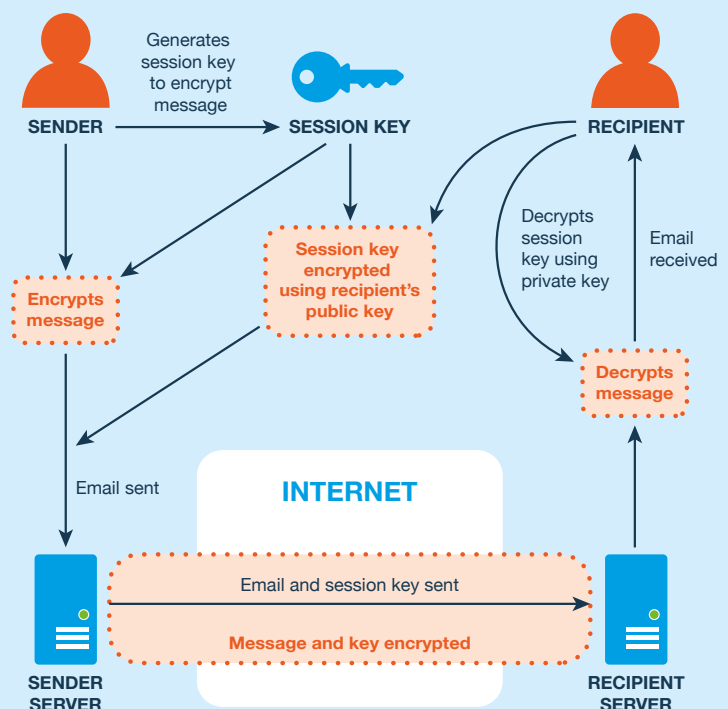 Generates
session key
to encrypt
message
SENDER
SESSION KEY
RECIPIENT
Session key
encrypted
using recipient's
public key
Decrypts
session
key using
private key
Email
received
Encrypts
message
Decrypts
message
Email sent
INTERNET
Email and session key sent
Message and key encrypted
SENDER
SERVER
RECIPIENT
SERVER